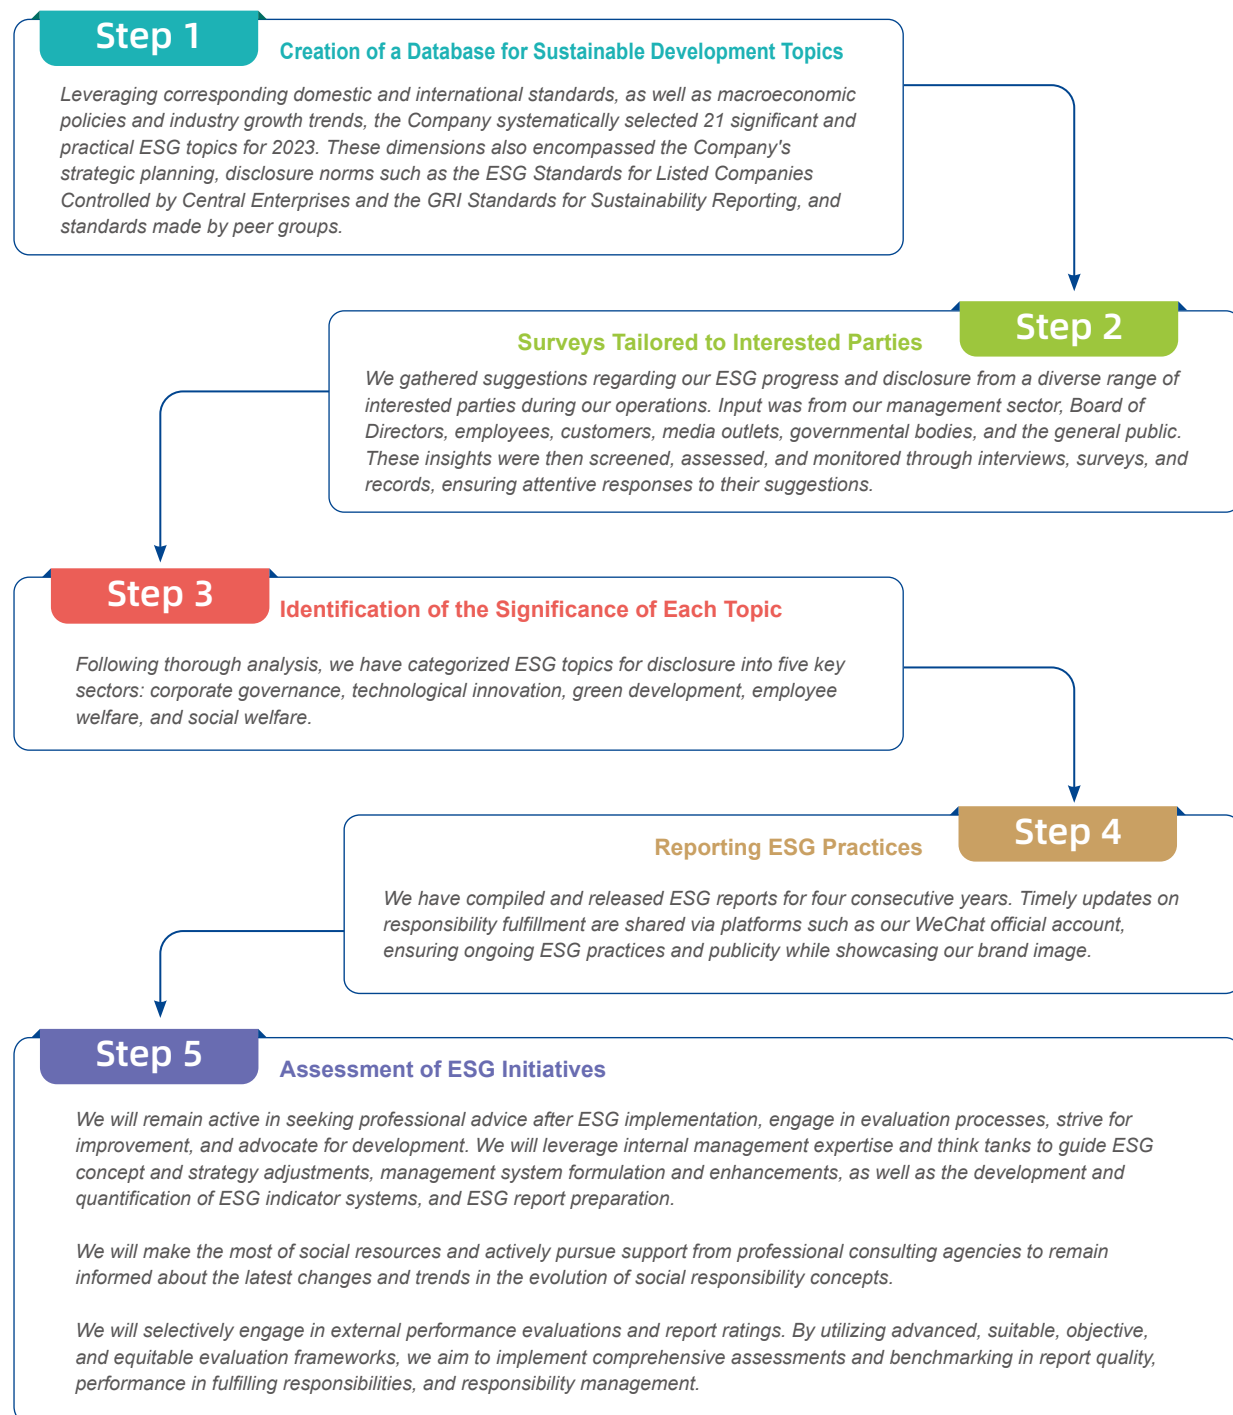 Step 1
Creation of a Database for Sustainable Development Topics
Leveraging corresponding domestic and international standards, as well as macroeconomic
policies and industry growth trends, the Company systematically selected 21 significant and
practical ESG topics for 2023. These dimensions also encompassed the Company's
strategic planning, disclosure norms such as the ESG Standards for Listed Companies
Controlled by Central Enterprises and the GRI Standards for Sustainability Reporting, and
standards made by peer groups.
Step 2
Surveys Tailored to Interested Parties
We gathered suggestions regarding our ESG progress and disclosure from a diverse range of
interested parties during our operations. Input was from our management sector, Board of
Directors, employees, customers, media outlets, governmental bodies, and the general public.
These insights were then screened, assessed, and monitored through interviews, surveys, and
records, ensuring attentive responses to their suggestions.
Step 3
Identification of the Significance of Each Topic
Following thorough analysis, we have categorized ESG topics for disclosure into five key
sectors: corporate governance, technological innovation, green development, employee
welfare, and social welfare.
Step 4
Reporting ESG Practices
We have compiled and released ESG reports for four consecutive years. Timely updates on
responsibility fulfillment are shared via platforms such as our WeChat official account,
ensuring ongoing ESG practices and publicity while showcasing our brand image.
Step 5
Assessment of ESG Initiatives
We will remain active in seeking professional advice after ESG implementation, engage in evaluation processes, strive for
improvement, and advocate for development. We will leverage internal management expertise and think tanks to guide ESG
concept and strategy adjustments, management system formulation and enhancements, as well as the development and
quantification of ESG indicator systems, and ESG report preparation.
We will make the most of social resources and actively pursue support from professional consulting agencies to remain
informed about the latest changes and trends in the evolution of social responsibility concepts.
We will selectively engage in external performance evaluations and report ratings. By utilizing advanced, suitable, objective,
and equitable evaluation frameworks, we aim to implement comprehensive assessments and benchmarking in report quality,
performance in fulfilling responsibilities, and responsibility management.